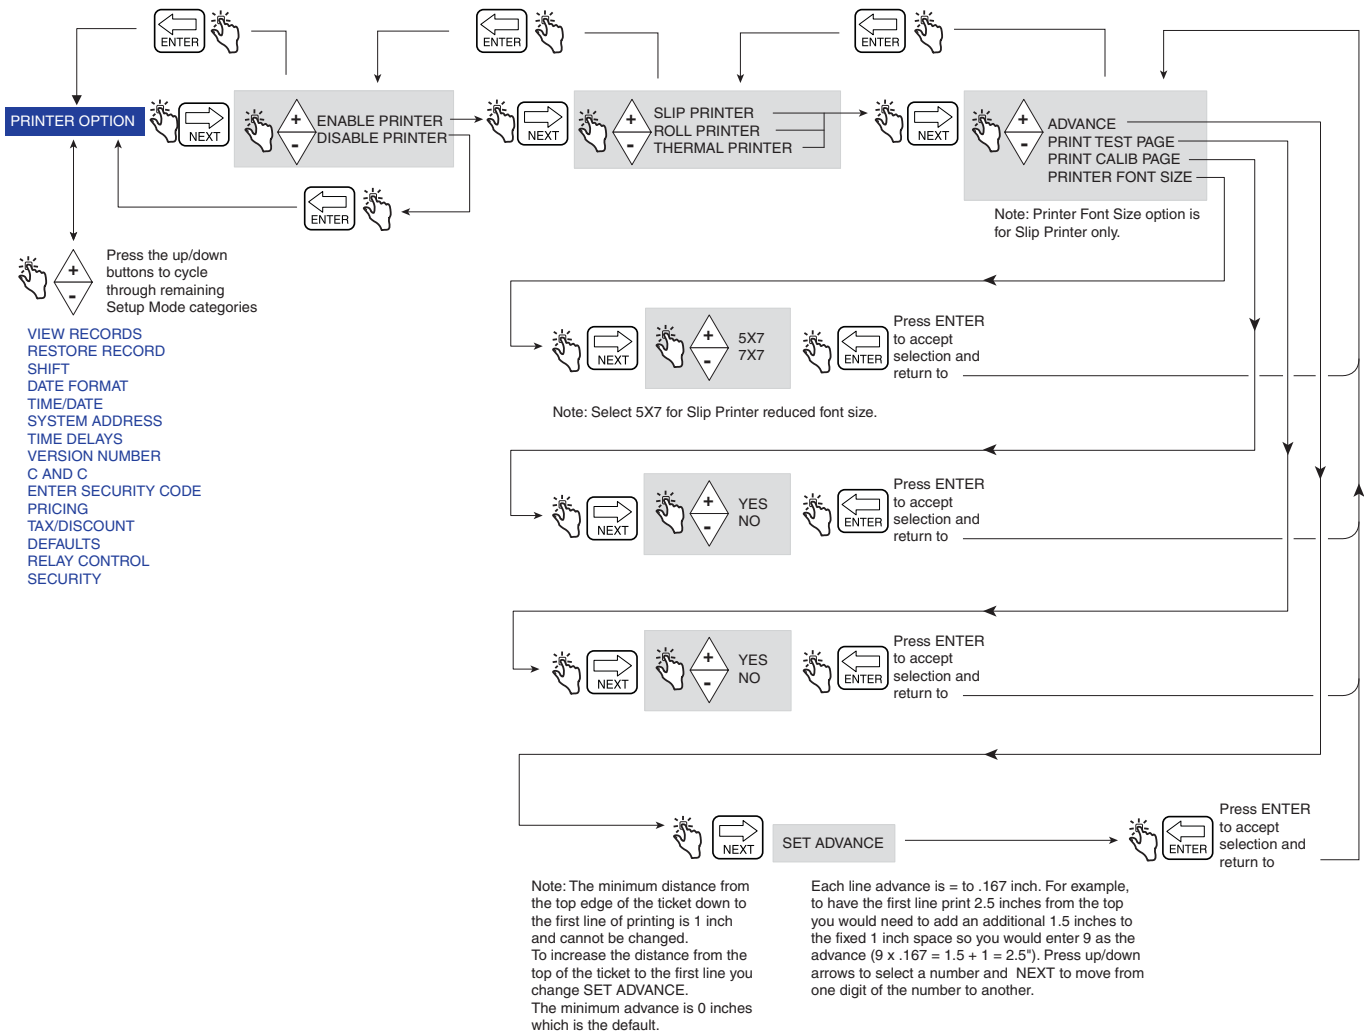 ENTER
ENTER
ENTER
PRINTER OPTION
NEXT
+
-
ENABLE PRINTER
DISABLE PRINTER
NEXT
+
-
SLIP PRINTER
ROLL PRINTER
THERMAL PRINTER
NEXT
+
-
ADVANCE
PRINT TEST PAGE
PRINT CALIB PAGE
PRINTER FONT SIZE
ENTER
Note: Printer Font Size option is
for Slip Printer only.
+
-
Press the up/down
buttons to cycle
through remaining
Setup Mode categories
VIEW RECORDS
RESTORE RECORD
SHIFT
DATE FORMAT
TIME/DATE
SYSTEM ADDRESS
TIME DELAYS
VERSION NUMBER
C AND C
ENTER SECURITY CODE
PRICING
TAX/DISCOUNT
DEFAULTS
RELAY CONTROL
SECURITY
NEXT
+
-
5X7
7X7
ENTER
Press ENTER
to accept
selection and
return to
Note: Select 5X7 for Slip Printer reduced font size.
NEXT
+
-
YES
NO
ENTER
Press ENTER
to accept
selection and
return to
NEXT
+
-
YES
NO
ENTER
Press ENTER
to accept
selection and
return to
NEXT
SET ADVANCE
ENTER
Press ENTER
to accept
selection and
return to
Note: The minimum distance from
the top edge of the ticket down to
the first line of printing is 1 inch
and cannot be changed.
To increase the distance from the
top of the ticket to the first line you
change SET ADVANCE.
The minimum advance is 0 inches
which is the default.
Each line advance is = to .167 inch. For example,
to have the first line print 2.5 inches from the top
you would need to add an additional 1.5 inches to
the fixed 1 inch space so you would enter 9 as the
advance (9 x .167 = 1.5 + 1 = 2.5"). Press up/down
arrows to select a number and NEXT to move from
one digit of the number to another.